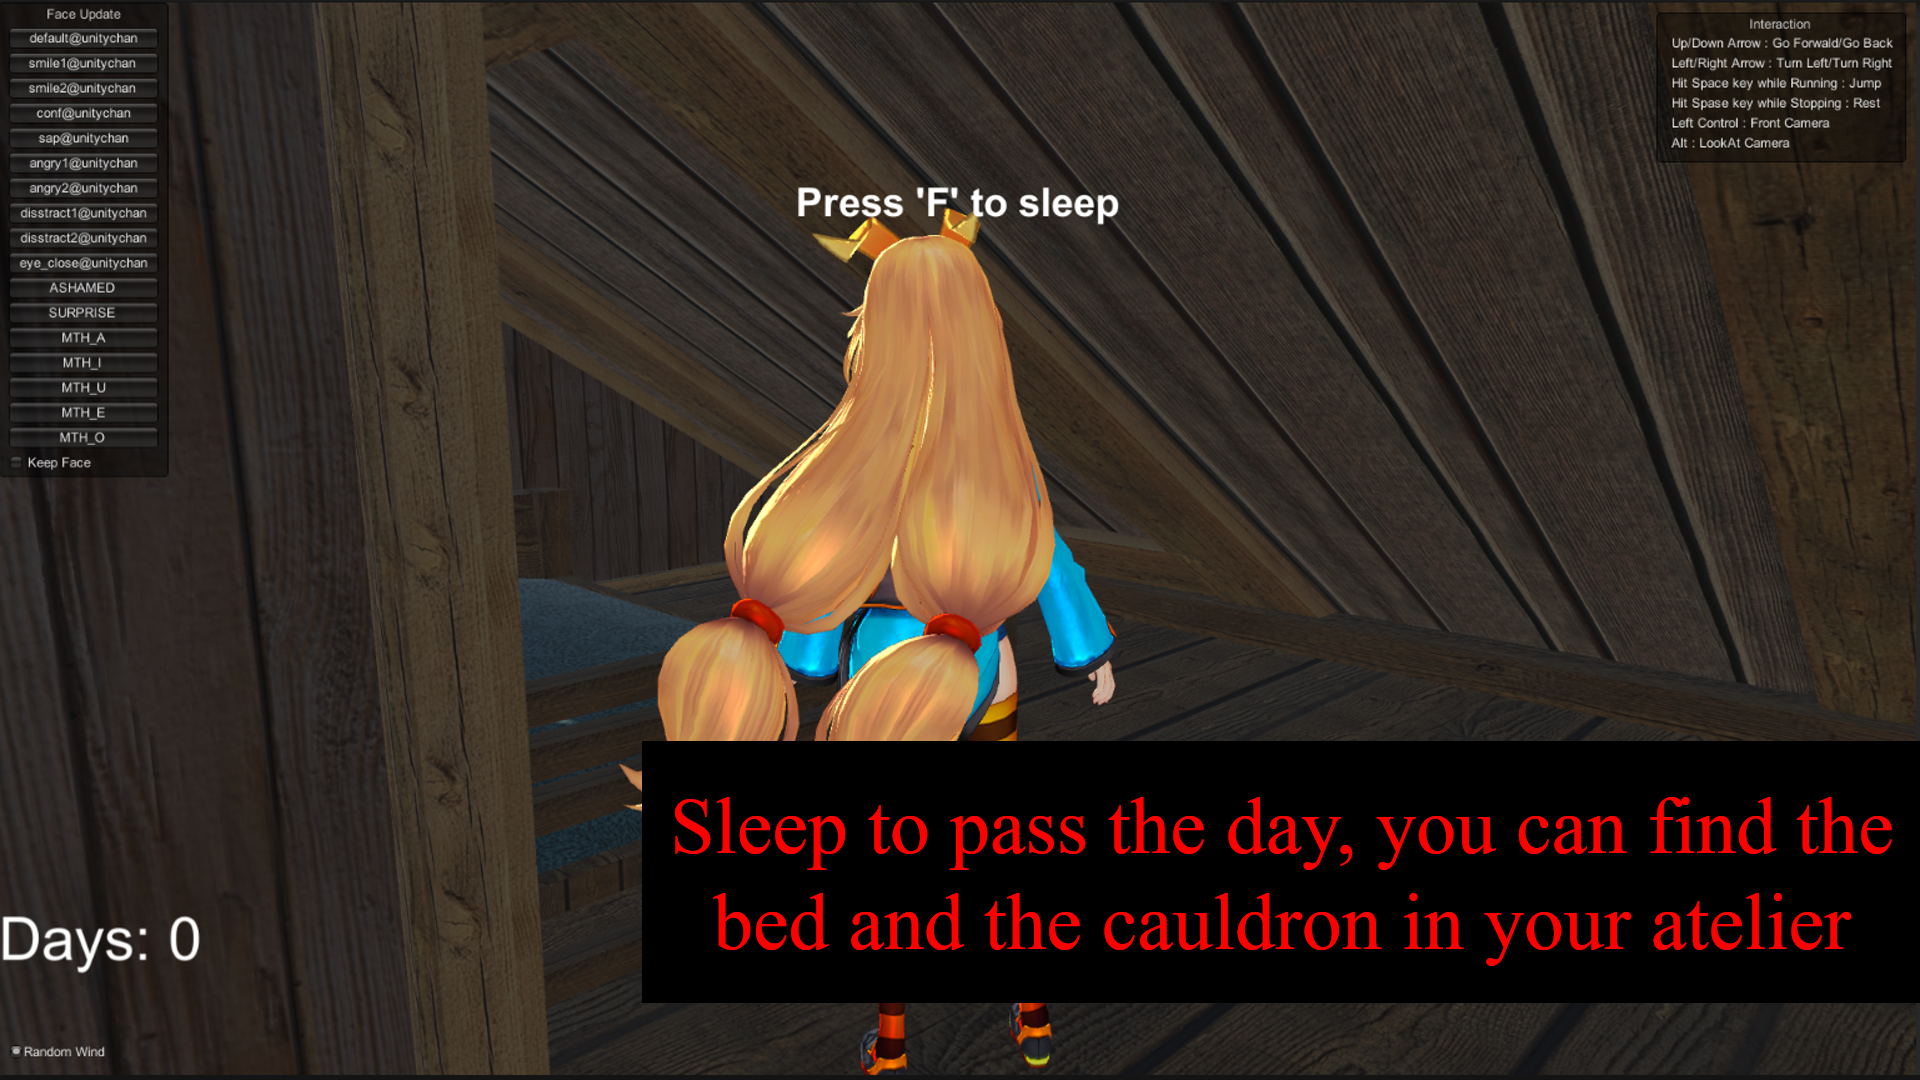 Face Update
default@unitychan
smile1@unitychan
smile2@unitychan
conf@unitychan
sap@unitychan
angry1@unitychan
angry2@unitychan
disstract1@unitychan
disstract2@unitychan
eye_close@unitychan
ASHAMED
SURPRISE
MTH_A
MTH_I
MTH_U
MTH_E
MTH_O
Keep Face
Interaction
Up/Down Arrow : Go Forwald/Go Back
Left/Right Arrow : Turn Left/Turn Right
Hit Space key while Running : Jump
Hit Spase key while Stopping : Rest
Left Control : Front Camera
Alt : LookAt Camera
Press 'F' to sleep
Sleep to pass the day, you can find the
bed and the cauldron in your atelier
Days: 0
Random Wind